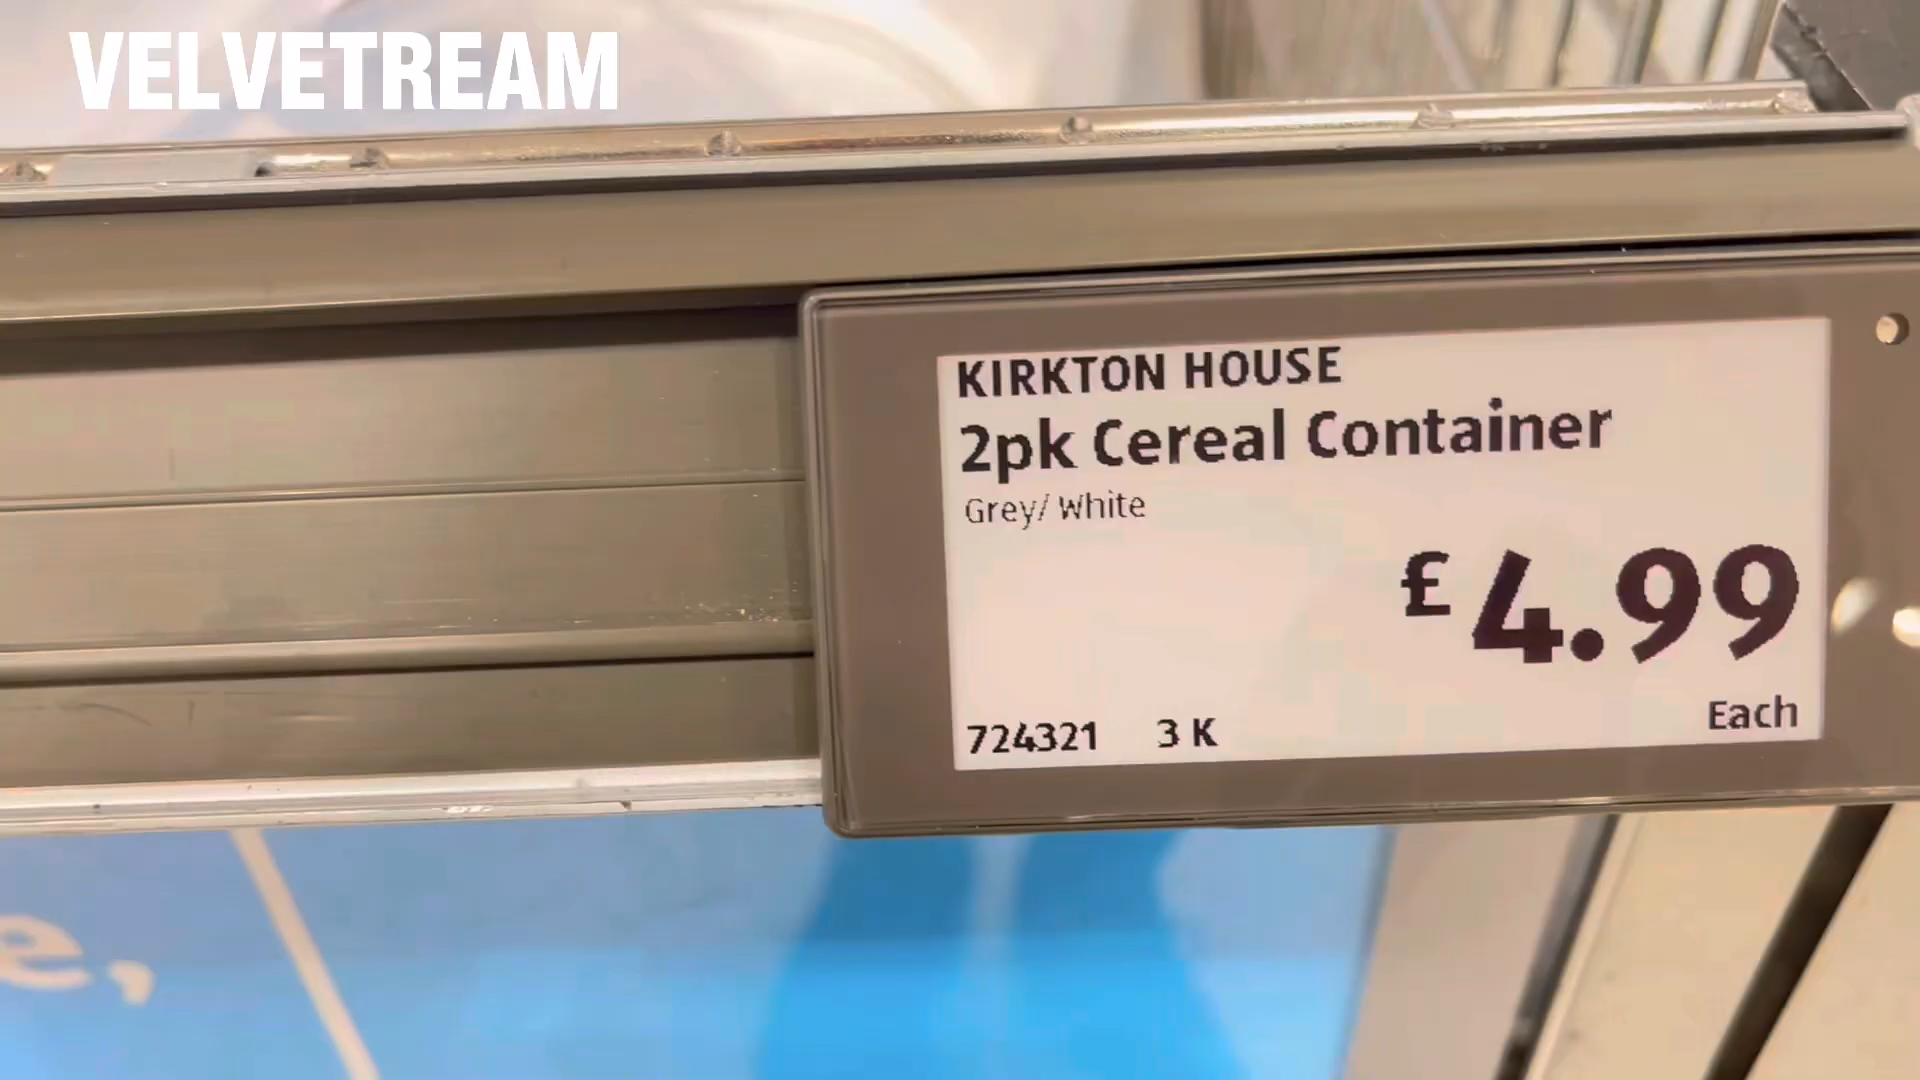 VELVETREAM
KIRKTON HOUSE
2pk Cereal Container
Grey/ White
£4.99
Each
724321 3 K
e,